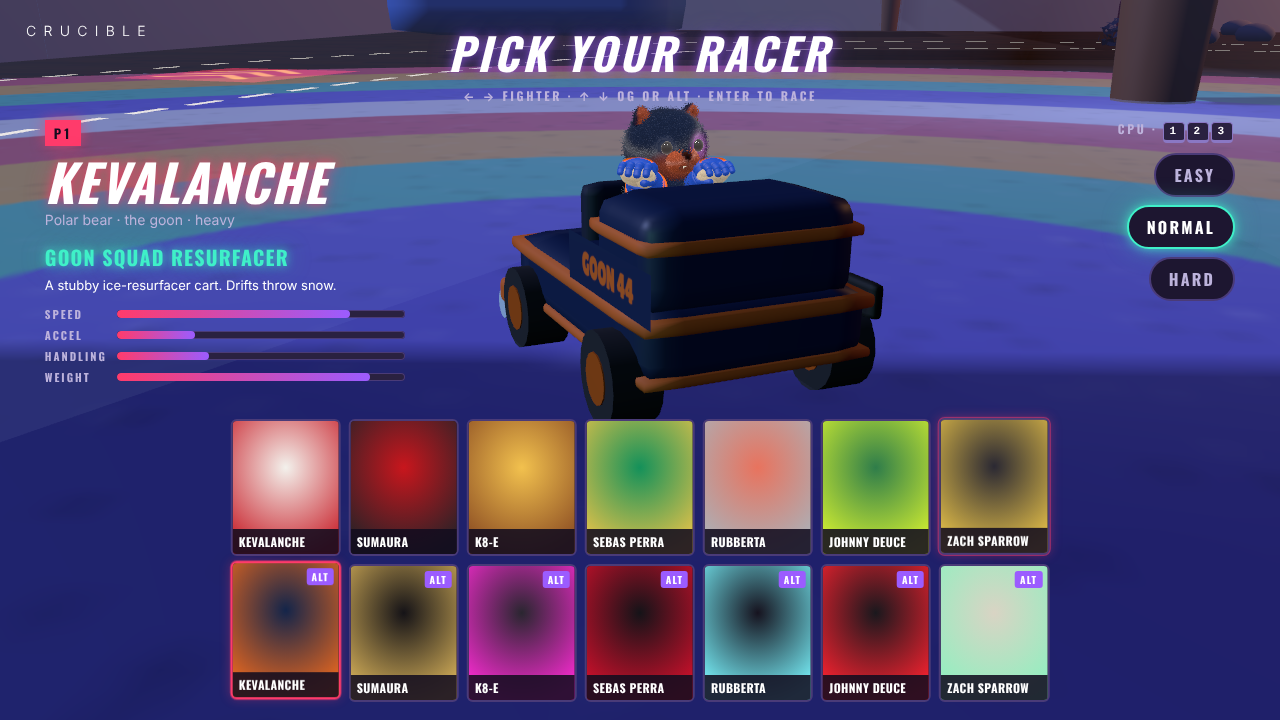 CRUCIBLE
PICK YOUR RACER
← → FIGHTER · ↑ ↓ OG OR ALT · ENTER TO RACE
P1
KEVALANCHE
Polar bear · the goon · heavy
GOON SQUAD RESURFACER
A stubby ice-resurfacer cart. Drifts throw snow.
SPEED
ACCEL
HANDLING
WEIGHT
CPU · 1 2 3
EASY
NORMAL
HARD
GOON 44
KEVALANCHE
SUMAURA
K8-E
SEBAS PERRA
RUBBERTA
JOHNNY DEUCE
ZACH SPARROW
ALT
KEVALANCHE
ALT
SUMAURA
ALT
K8-E
ALT
SEBAS PERRA
ALT
RUBBERTA
ALT
JOHNNY DEUCE
ALT
ZACH SPARROW